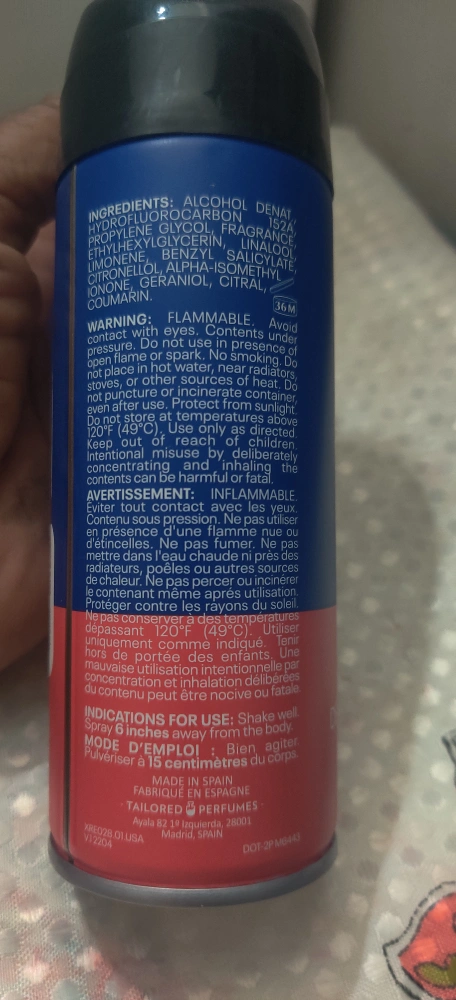 INGREDIENTS: ALCOHOL DENAT,
HYDROFLUOROCARBON 152A,
PROPYLENE GLYCOL, FRAGRANCE,
ETHYLHEXYLGLYCERIN, LINALOOL,
LIMONENE, BENZYL SALICYLATE,
CITRONELLOL, ALPHA-ISOMETHYL
IONONE, GERANIOL, CITRAL,
COUMARIN.
36M
WARNING: FLAMMABLE. Avoid
contact with eyes. Contents under
pressure. Do not use in presence of
open flame or spark. No smoking. Do
not place in hot water, near radiators,
stoves, or other sources of heat. Do
not puncture or incinerate container,
even after use. Protect from sunlight.
Do not store at temperatures above
120°F (49°C). Use only as directed.
Keep out of reach of children.
Intentional misuse by deliberately
concentrating and inhaling the
contents can be harmful or fatal.
AVERTISSEMENT: INFLAMMABLE.
Éviter tout contact avec les yeux.
Contenu sous pression. Ne pas utiliser
en présence d'une flamme nue ou
d'étincelles. Ne pas fumer. Ne pas
mettre dans l'eau chaude ni près des
radiateurs, poêles ou autres sources
de chaleur. Ne pas percer ou incinérer
le contenant même après utilisation.
Protéger contre les rayons du soleil.
Ne pas conserver à des températures
dépassant 120°F (49°C). Utiliser
uniquement comme indiqué. Tenir
hors de portée des enfants. Une
mauvaise utilisation intentionnelle par
concentration et inhalation délibérées
du contenu peut être nocive ou fatale.
INDICATIONS FOR USE: Shake well.
Spray 6 inches away from the body.
MODE D'EMPLOI : Bien agiter.
Pulvériser à 15 centimètres du corps.
MADE IN SPAIN
FABRIQUÉ EN ESPAGNE
· TAILORED PERFUMES ·
Ayala 82 1º Izquierda, 28001
Madrid, SPAIN
XRE028.01.USA
V12204
DOT-2P M8443